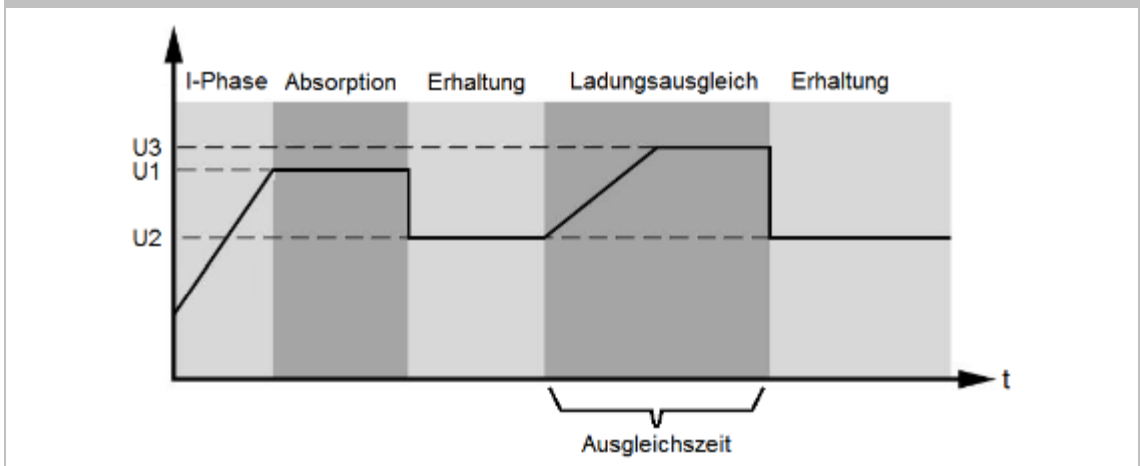 I-Phase Absorption Erhaltung Ladungsausgleich Erhaltung
U3
U1
U2
t
Ausgleichszeit